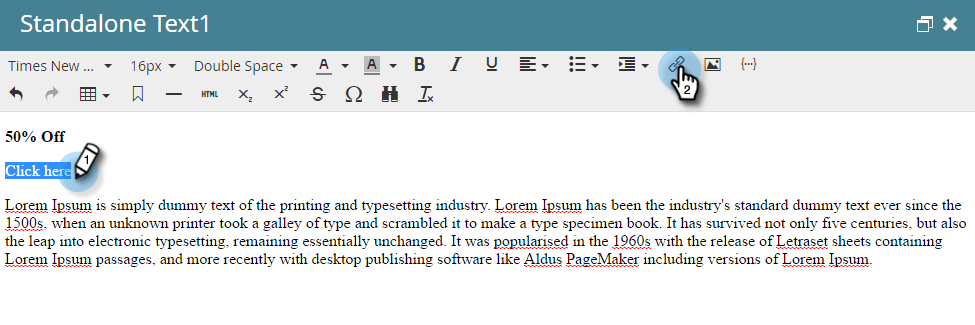 Standalone Text1
Times New ... 16px Double Space A A B I U {...}
2
HTML X₂ X² S Ω Ix
50% Off
Click here 1
Lorem Ipsum is simply dummy text of the printing and typesetting industry. Lorem Ipsum has been the industry's standard dummy text ever since the
1500s, when an unknown printer took a galley of type and scrambled it to make a type specimen book. It has survived not only five centuries, but also
the leap into electronic typesetting, remaining essentially unchanged. It was popularised in the 1960s with the release of Letraset sheets containing
Lorem Ipsum passages, and more recently with desktop publishing software like Aldus PageMaker including versions of Lorem Ipsum.